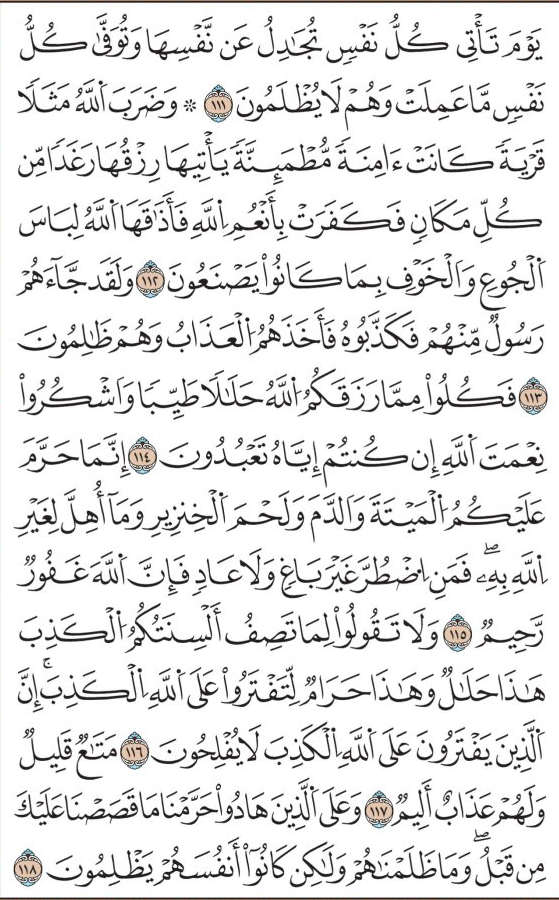 يَوْمَ تَأْتِي كُلُّ نَفْسٍ تُجَٰدِلُ عَن نَّفْسِهَا وَتُوَفَّىٰ كُلُّ
نَفْسٍ مَّا عَمِلَتْ وَهُمْ لَا يُظْلَمُونَ ١١١ ۞ وَضَرَبَ ٱللَّهُ مَثَلًا
قَرْيَةً كَانَتْ ءَامِنَةً مُّطْمَئِنَّةً يَأْتِيهَا رِزْقُهَا رَغَدًا مِّن
كُلِّ مَكَانٍ فَكَفَرَتْ بِأَنْعُمِ ٱللَّهِ فَأَذَٰقَهَا ٱللَّهُ لِبَاسَ
ٱلْجُوعِ وَٱلْخَوْفِ بِمَا كَانُوا۟ يَصْنَعُونَ ١١٢ وَلَقَدْ جَآءَهُمْ
رَسُولٌ مِّنْهُمْ فَكَذَّبُوهُ فَأَخَذَهُمُ ٱلْعَذَابُ وَهُمْ ظَٰلِمُونَ
١١٣ فَكُلُوا۟ مِمَّا رَزَقَكُمُ ٱللَّهُ حَلَٰلًا طَيِّبًا وَٱشْكُرُوا۟
نِعْمَتَ ٱللَّهِ إِن كُنتُمْ إِيَّاهُ تَعْبُدُونَ ١١٤ إِنَّمَا حَرَّمَ
عَلَيْكُمُ ٱلْمَيْتَةَ وَٱلدَّمَ وَلَحْمَ ٱلْخِنزِيرِ وَمَآ أُهِلَّ لِغَيْرِ
ٱللَّهِ بِهِۦۖ فَمَنِ ٱضْطُرَّ غَيْرَ بَاغٍ وَلَا عَادٍ فَإِنَّ ٱللَّهَ غَفُورٌ
رَّحِيمٌ ١١٥ وَلَا تَقُولُوا۟ لِمَا تَصِفُ أَلْسِنَتُكُمُ ٱلْكَذِبَ
هَٰذَا حَلَٰلٌ وَهَٰذَا حَرَامٌ لِّتَفْتَرُوا۟ عَلَى ٱللَّهِ ٱلْكَذِبَۚ إِنَّ
ٱلَّذِينَ يَفْتَرُونَ عَلَى ٱللَّهِ ٱلْكَذِبَ لَا يُفْلِحُونَ ١١٦ مَتَٰعٌ قَلِيلٌ
وَلَهُمْ عَذَابٌ أَلِيمٌ ١١٧ وَعَلَى ٱلَّذِينَ هَادُوا۟ حَرَّمْنَا مَا قَصَصْنَا عَلَيْكَ
مِن قَبْلُۖ وَمَا ظَلَمْنَٰهُمْ وَلَٰكِن كَانُوٓا۟ أَنفُسَهُمْ يَظْلِمُونَ ١١٨